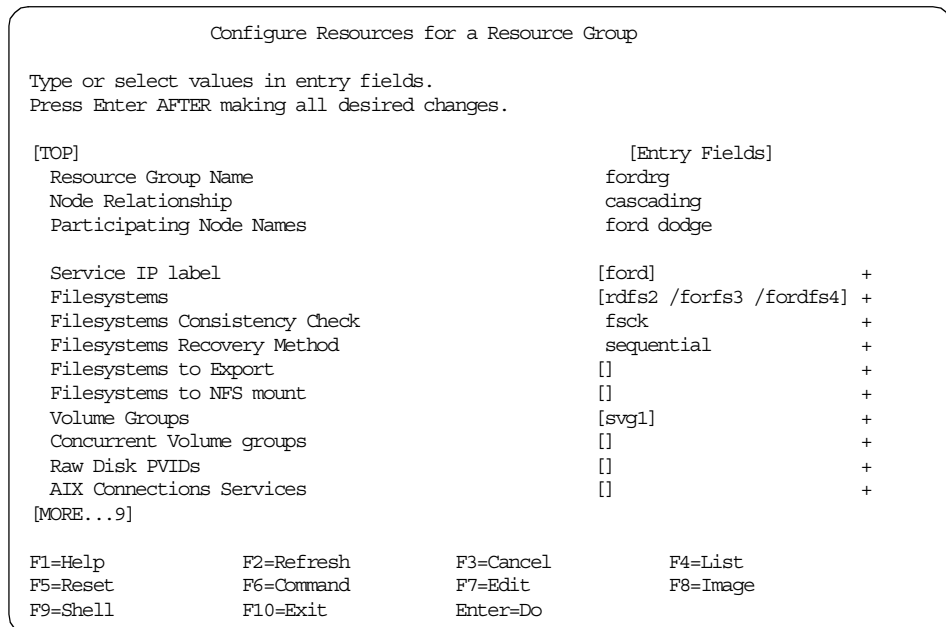 Configure Resources for a Resource Group
Type or select values in entry fields.
Press Enter AFTER making all desired changes.
[TOP] [Entry Fields]
Resource Group Name fordrg
Node Relationship cascading
Participating Node Names ford dodge
Service IP label [ford] +
Filesystems [rdfs2 /forfs3 /fordfs4] +
Filesystems Consistency Check fsck +
Filesystems Recovery Method sequential +
Filesystems to Export [] +
Filesystems to NFS mount [] +
Volume Groups [svg1] +
Concurrent Volume groups [] +
Raw Disk PVIDs [] +
AIX Connections Services [] +
[MORE...9]
F1=Help F2=Refresh F3=Cancel F4=List
F5=Reset F6=Command F7=Edit F8=Image
F9=Shell F10=Exit Enter=Do